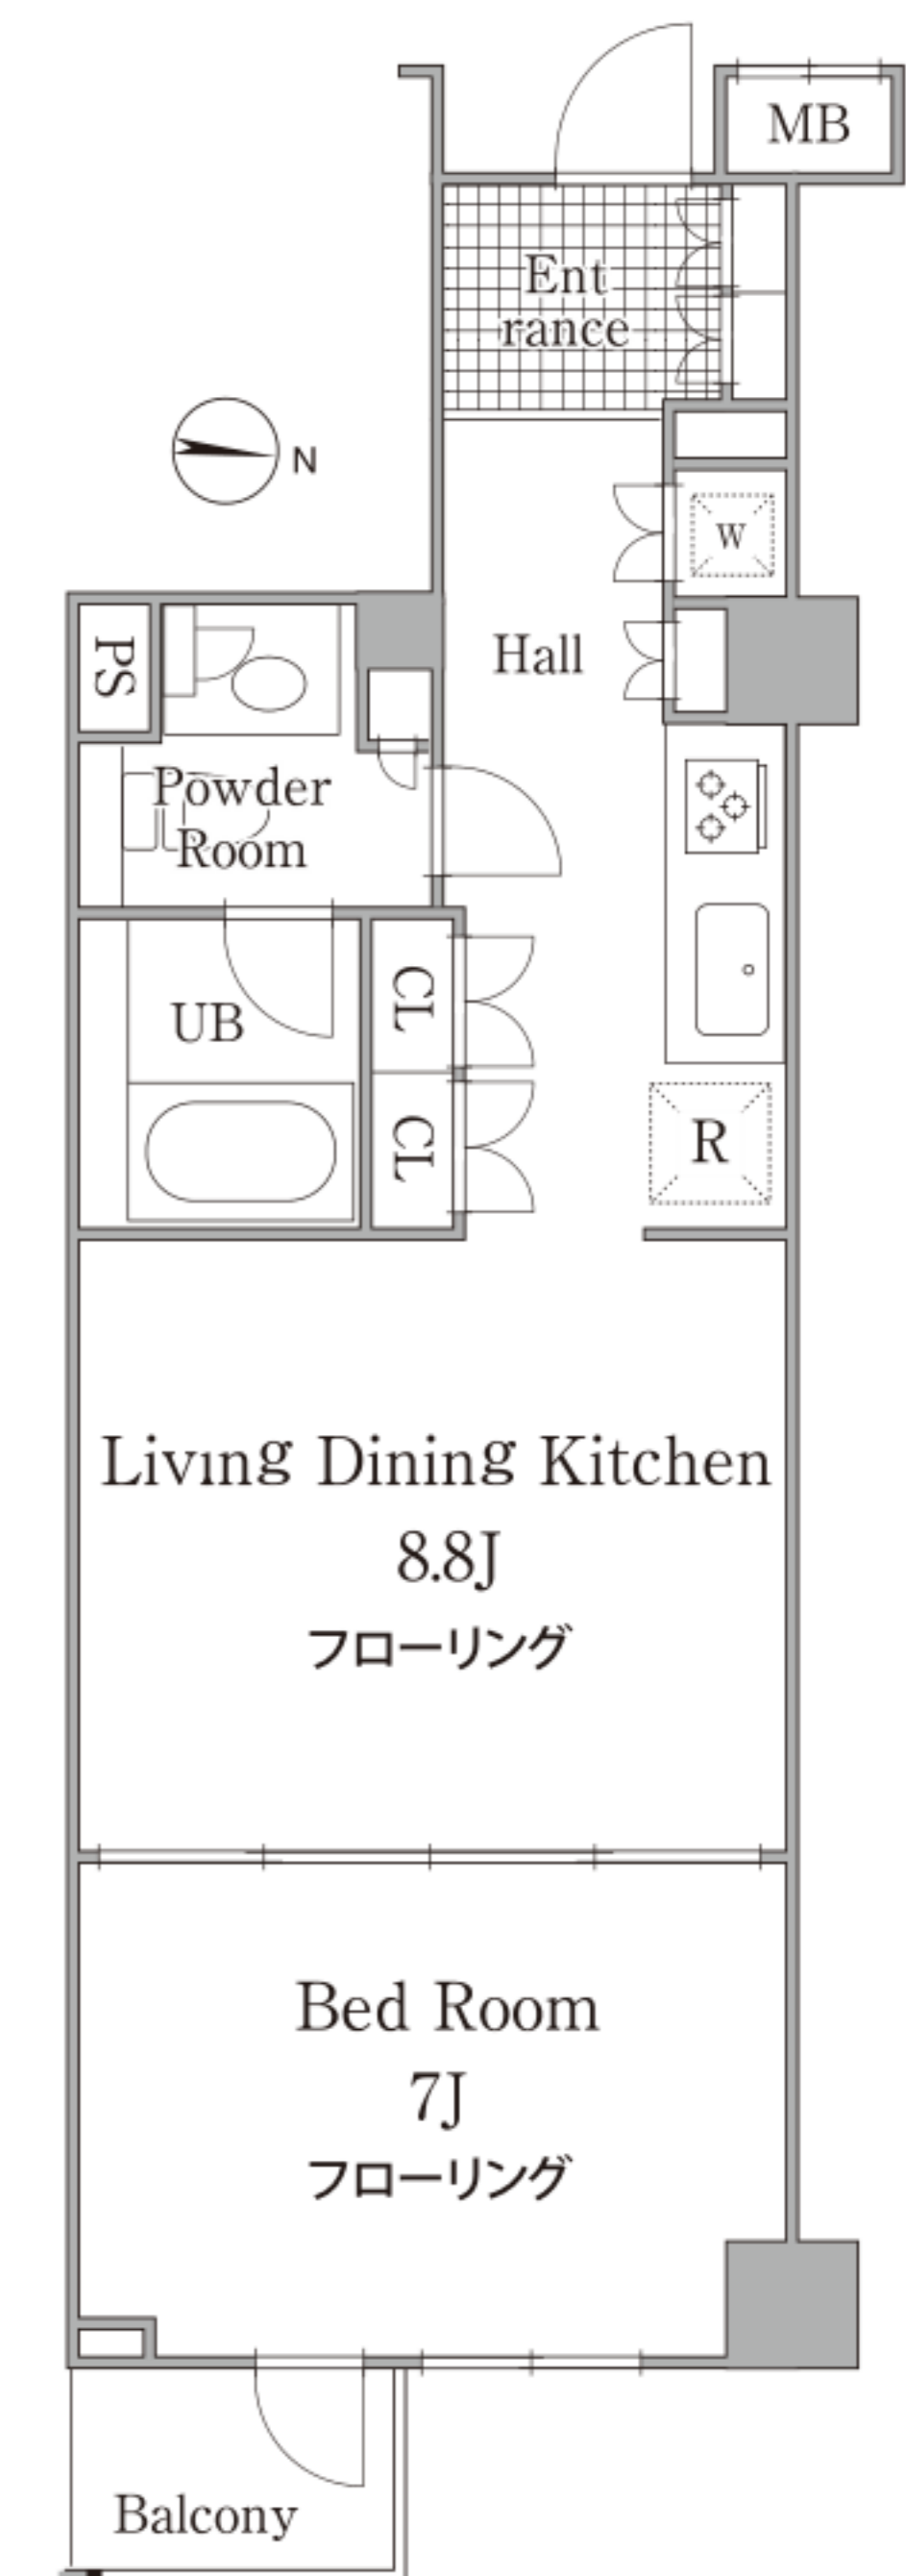 MB
Ent
rance
N
W
PS
Hall
Powder
Room
CL
UB
CL
R
Living Dining Kitchen
8.8J
フローリング
Bed Room
7J
フローリング
Balcony